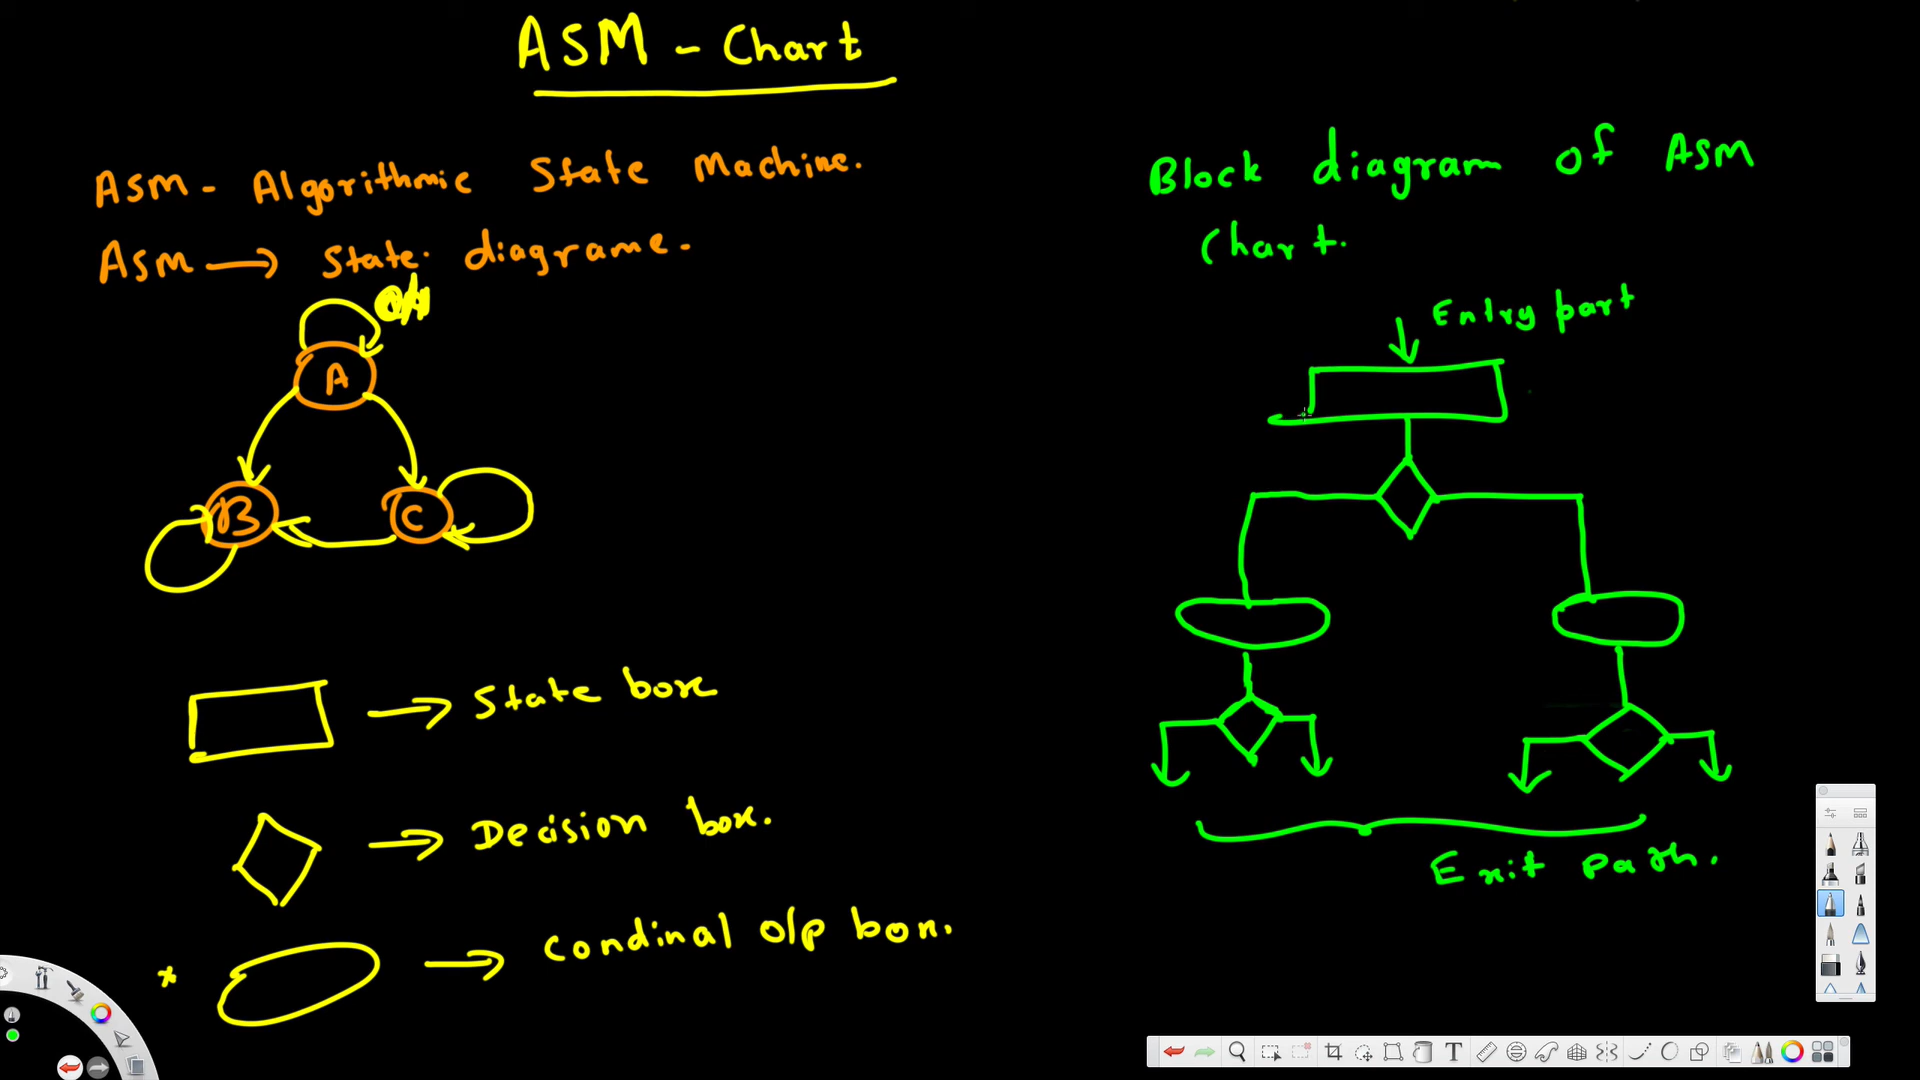 ASM - Chart
ASM - Algorithmic State Machine.
ASM → State. diagrame.
A
B
C
→ State box
→ Decision box.
* → condinal o/p box.
Block diagram of ASM
Chart.
Entry part
Exit Path.
T